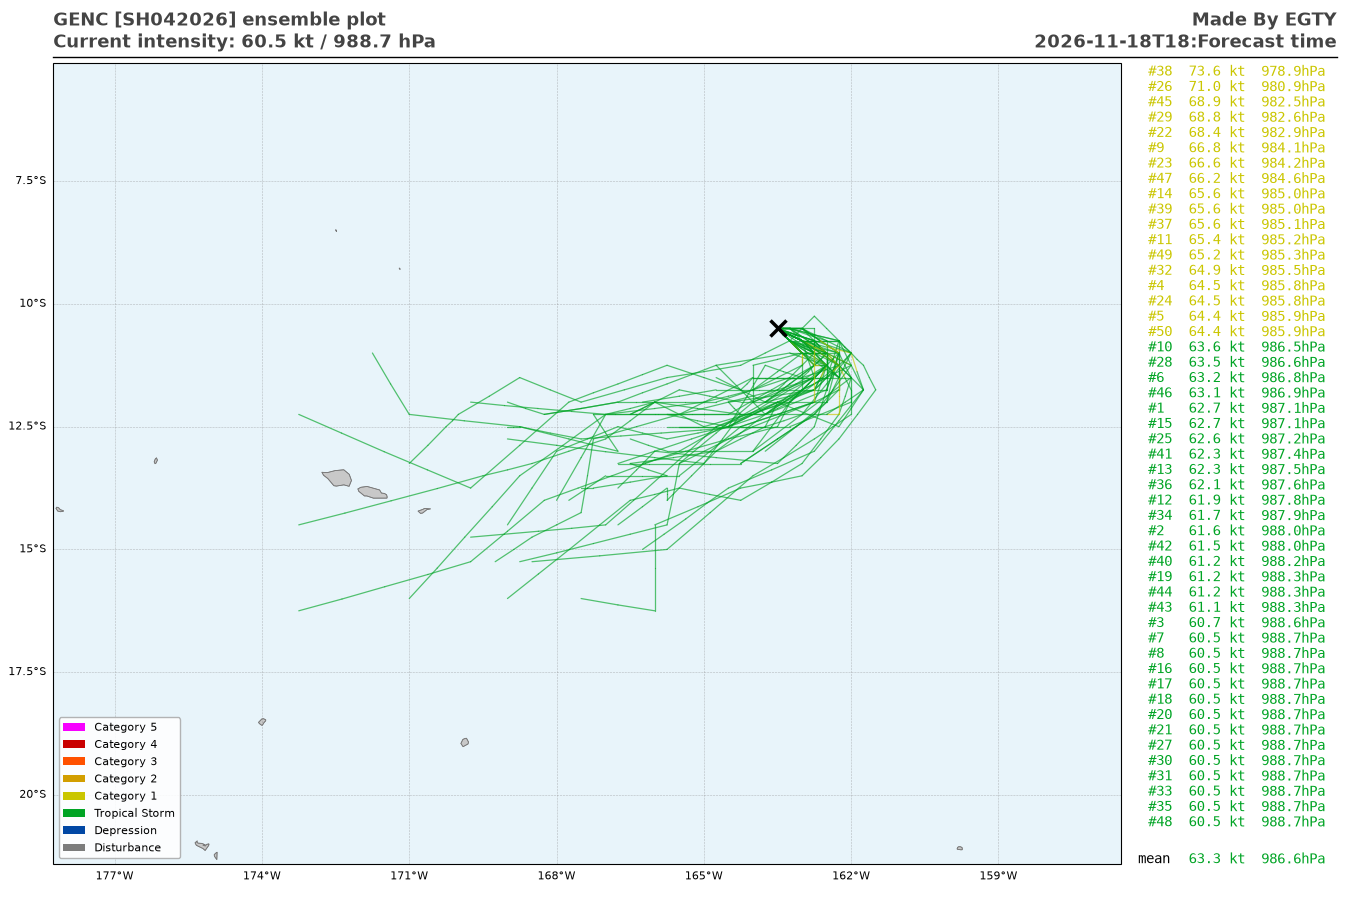 GENC [SH042026] ensemble plot
Current intensity: 60.5 kt / 988.7 hPa
Made By EGTY
2026-11-18T18:Forecast time
#38 73.6 kt 978.9hPa
#26 71.0 kt 980.9hPa
#45 68.9 kt 982.5hPa
#29 68.8 kt 982.6hPa
#22 68.4 kt 982.9hPa
#9 66.8 kt 984.1hPa
#23 66.6 kt 984.2hPa
#47 66.2 kt 984.6hPa
#14 65.6 kt 985.0hPa
#39 65.6 kt 985.0hPa
#37 65.6 kt 985.1hPa
#11 65.4 kt 985.2hPa
#49 65.2 kt 985.3hPa
#32 64.9 kt 985.5hPa
#4 64.5 kt 985.8hPa
#24 64.5 kt 985.8hPa
#5 64.4 kt 985.9hPa
#50 64.4 kt 985.9hPa
#10 63.6 kt 986.5hPa
#28 63.5 kt 986.6hPa
#6 63.2 kt 986.8hPa
#46 63.1 kt 986.9hPa
#1 62.7 kt 987.1hPa
#15 62.7 kt 987.1hPa
#25 62.6 kt 987.2hPa
#41 62.3 kt 987.4hPa
#13 62.3 kt 987.5hPa
#36 62.1 kt 987.6hPa
#12 61.9 kt 987.8hPa
#34 61.7 kt 987.9hPa
#2 61.6 kt 988.0hPa
#42 61.5 kt 988.0hPa
#40 61.2 kt 988.2hPa
#19 61.2 kt 988.3hPa
#44 61.2 kt 988.3hPa
#43 61.1 kt 988.3hPa
#3 60.7 kt 988.6hPa
#7 60.5 kt 988.7hPa
#8 60.5 kt 988.7hPa
#16 60.5 kt 988.7hPa
#17 60.5 kt 988.7hPa
#18 60.5 kt 988.7hPa
#20 60.5 kt 988.7hPa
#21 60.5 kt 988.7hPa
#27 60.5 kt 988.7hPa
#30 60.5 kt 988.7hPa
#31 60.5 kt 988.7hPa
#33 60.5 kt 988.7hPa
#35 60.5 kt 988.7hPa
#48 60.5 kt 988.7hPa
mean 63.3 kt 986.6hPa
7.5°S
10°S
12.5°S
15°S
17.5°S
20°S
Category 5
Category 4
Category 3
Category 2
Category 1
Tropical Storm
Depression
Disturbance
177°W
174°W
171°W
168°W
165°W
162°W
159°W